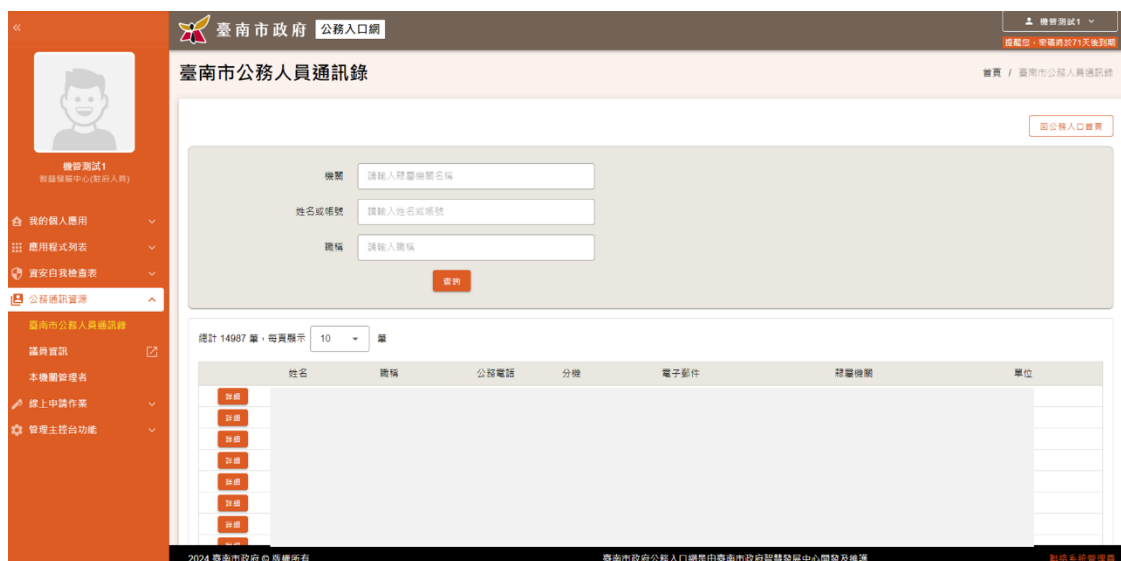 臺南市政府 公務入口網
機管測試1
提醒您,密碼將於71天後到期
臺南市公務人員通訊錄
首頁 / 臺南市公務人員通訊錄
回公務入口首頁
機管測試1
智慧發展中心(駐府人員)
我的個人應用
應用程式列表
資安自我檢查表
公務通訊資源
臺南市公務人員通訊錄
議員資訊
本機關管理者
線上申請作業
管理主控台功能
機關 請輸入隸屬機關名稱
姓名或帳號 請輸入姓名或帳號
職稱 請輸入職稱
查詢
總計 14987 筆,每頁顯示 10 筆
姓名 職稱 公務電話 分機 電子郵件 隸屬機關 單位
詳細
詳細
詳細
詳細
詳細
詳細
詳細
2024 臺南市政府 © 版權所有 臺南市政府公務入口網是由臺南市政府智慧發展中心開發及維護 聯絡系統管理員